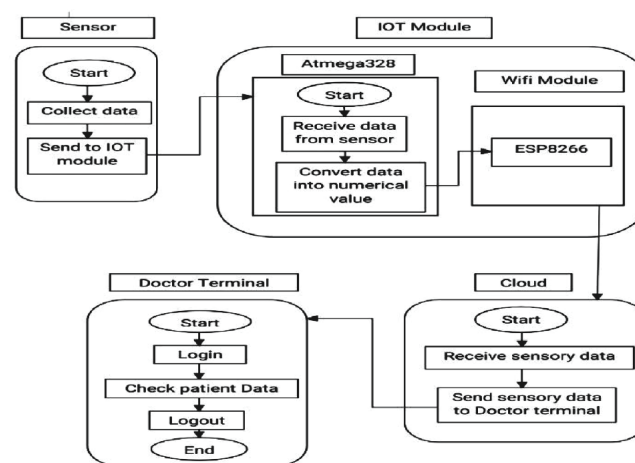 Sensor
Start
Collect data
Send to IOT
module
IOT Module
Atmega328
Start
Receive data
from sensor
Convert data
into numerical
value
Wifi Module
ESP8266
Doctor Terminal
Start
Login
Check patient Data
Logout
End
Cloud
Start
Receive sensory data
Send sensory data
to Doctor terminal